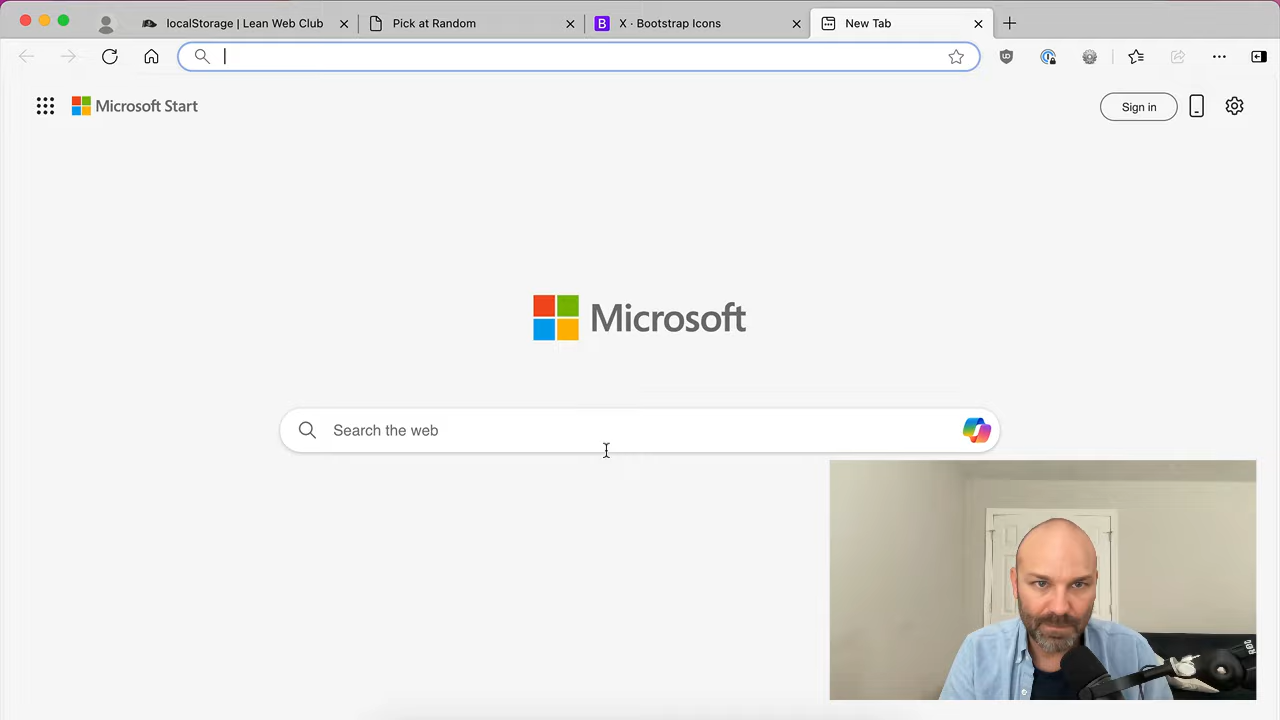 localStorage | Lean Web Club
Pick at Random
X · Bootstrap Icons
New Tab
Microsoft Start
Sign in
Microsoft
Search the web